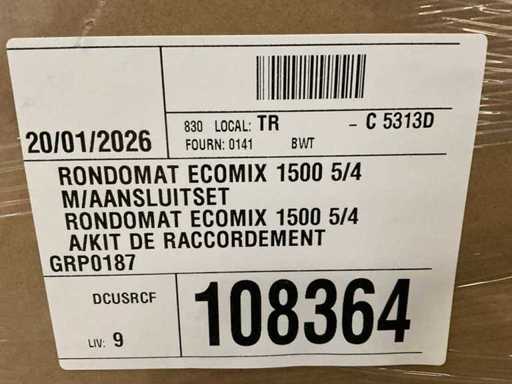 20/01/2026
830 LOCAL: TR - C 5313D
FOURN: 0141 BWT
RONDOMAT ECOMIX 1500 5/4
M/AANSLUITSET
RONDOMAT ECOMIX 1500 5/4
A/KIT DE RACCORDEMENT
GRP0187
DCUSRCF
LIV: 9
108364